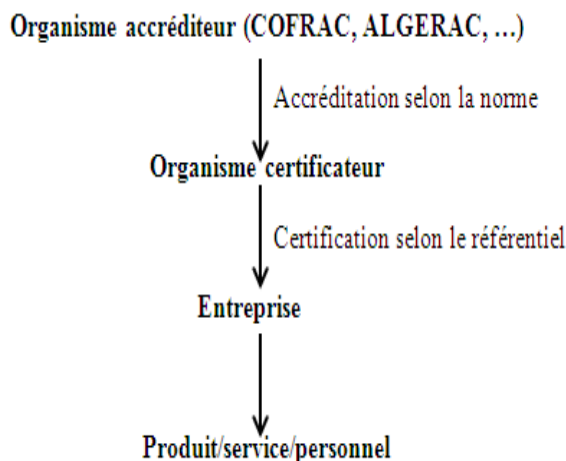 Organisme accréditeur (COFRAC, ALGERAC, ...)
Accréditation selon la norme
Organisme certificateur
Certification selon le référentiel
Entreprise
Produit/service/personnel